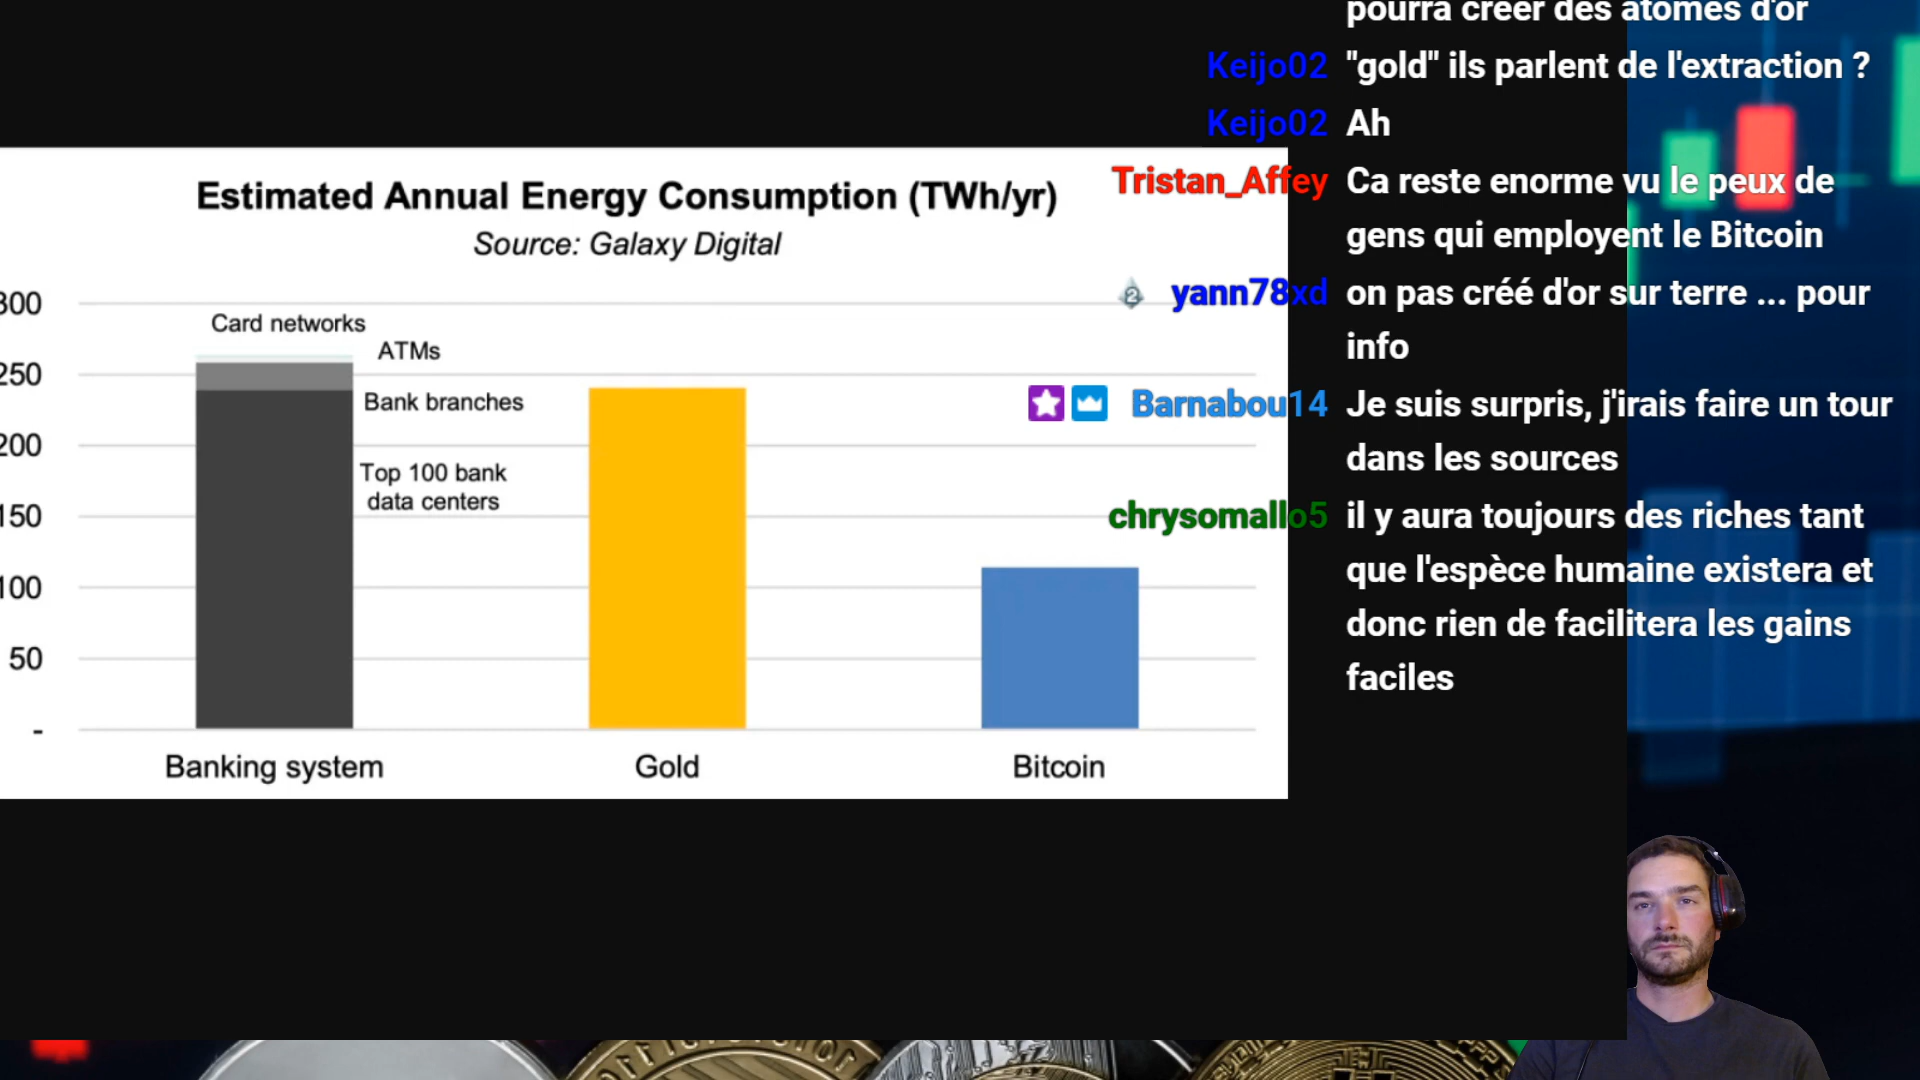 Estimated Annual Energy Consumption (TWh/yr)
Source: Galaxy Digital
300
Card networks
ATMs
250
Bank branches
200
Top 100 bank
data centers
150
100
50
-
Banking system
Gold
Bitcoin
pourra créer des atomes d'or
Keijo02 "gold" ils parlent de l'extraction ?
Keijo02 Ah
Tristan_Affey Ca reste enorme vu le peux de
gens qui employent le Bitcoin
2 yann78xd on pas créé d'or sur terre ... pour
info
Barnabou14 Je suis surpris, j'irais faire un tour
dans les sources
chrysomallo5 il y aura toujours des riches tant
que l'espèce humaine existera et
donc rien de facilitera les gains
faciles